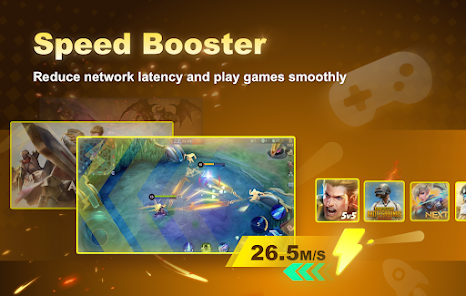 Speed Booster
Reduce network latency and play games smoothly
5v5
NEXT
26.5M/S